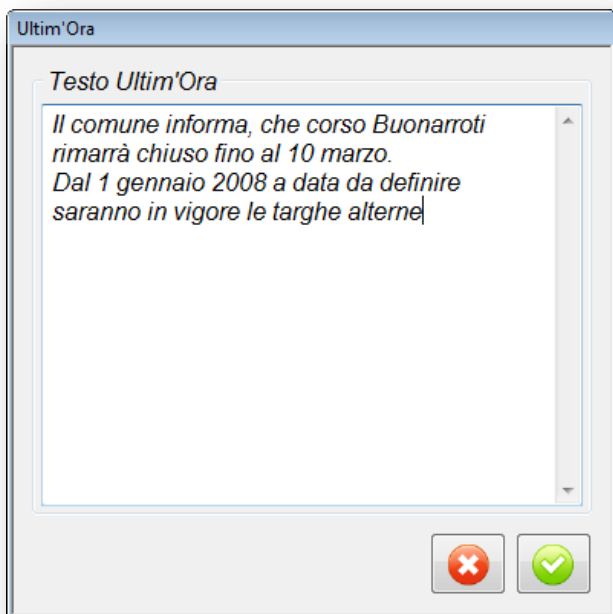 Ultim'Ora
Testo Ultim'Ora
Il comune informa, che corso Buonarroti
rimarrà chiuso fino al 10 marzo.
Dal 1 gennaio 2008 a data da definire
saranno in vigore le targhe alterne